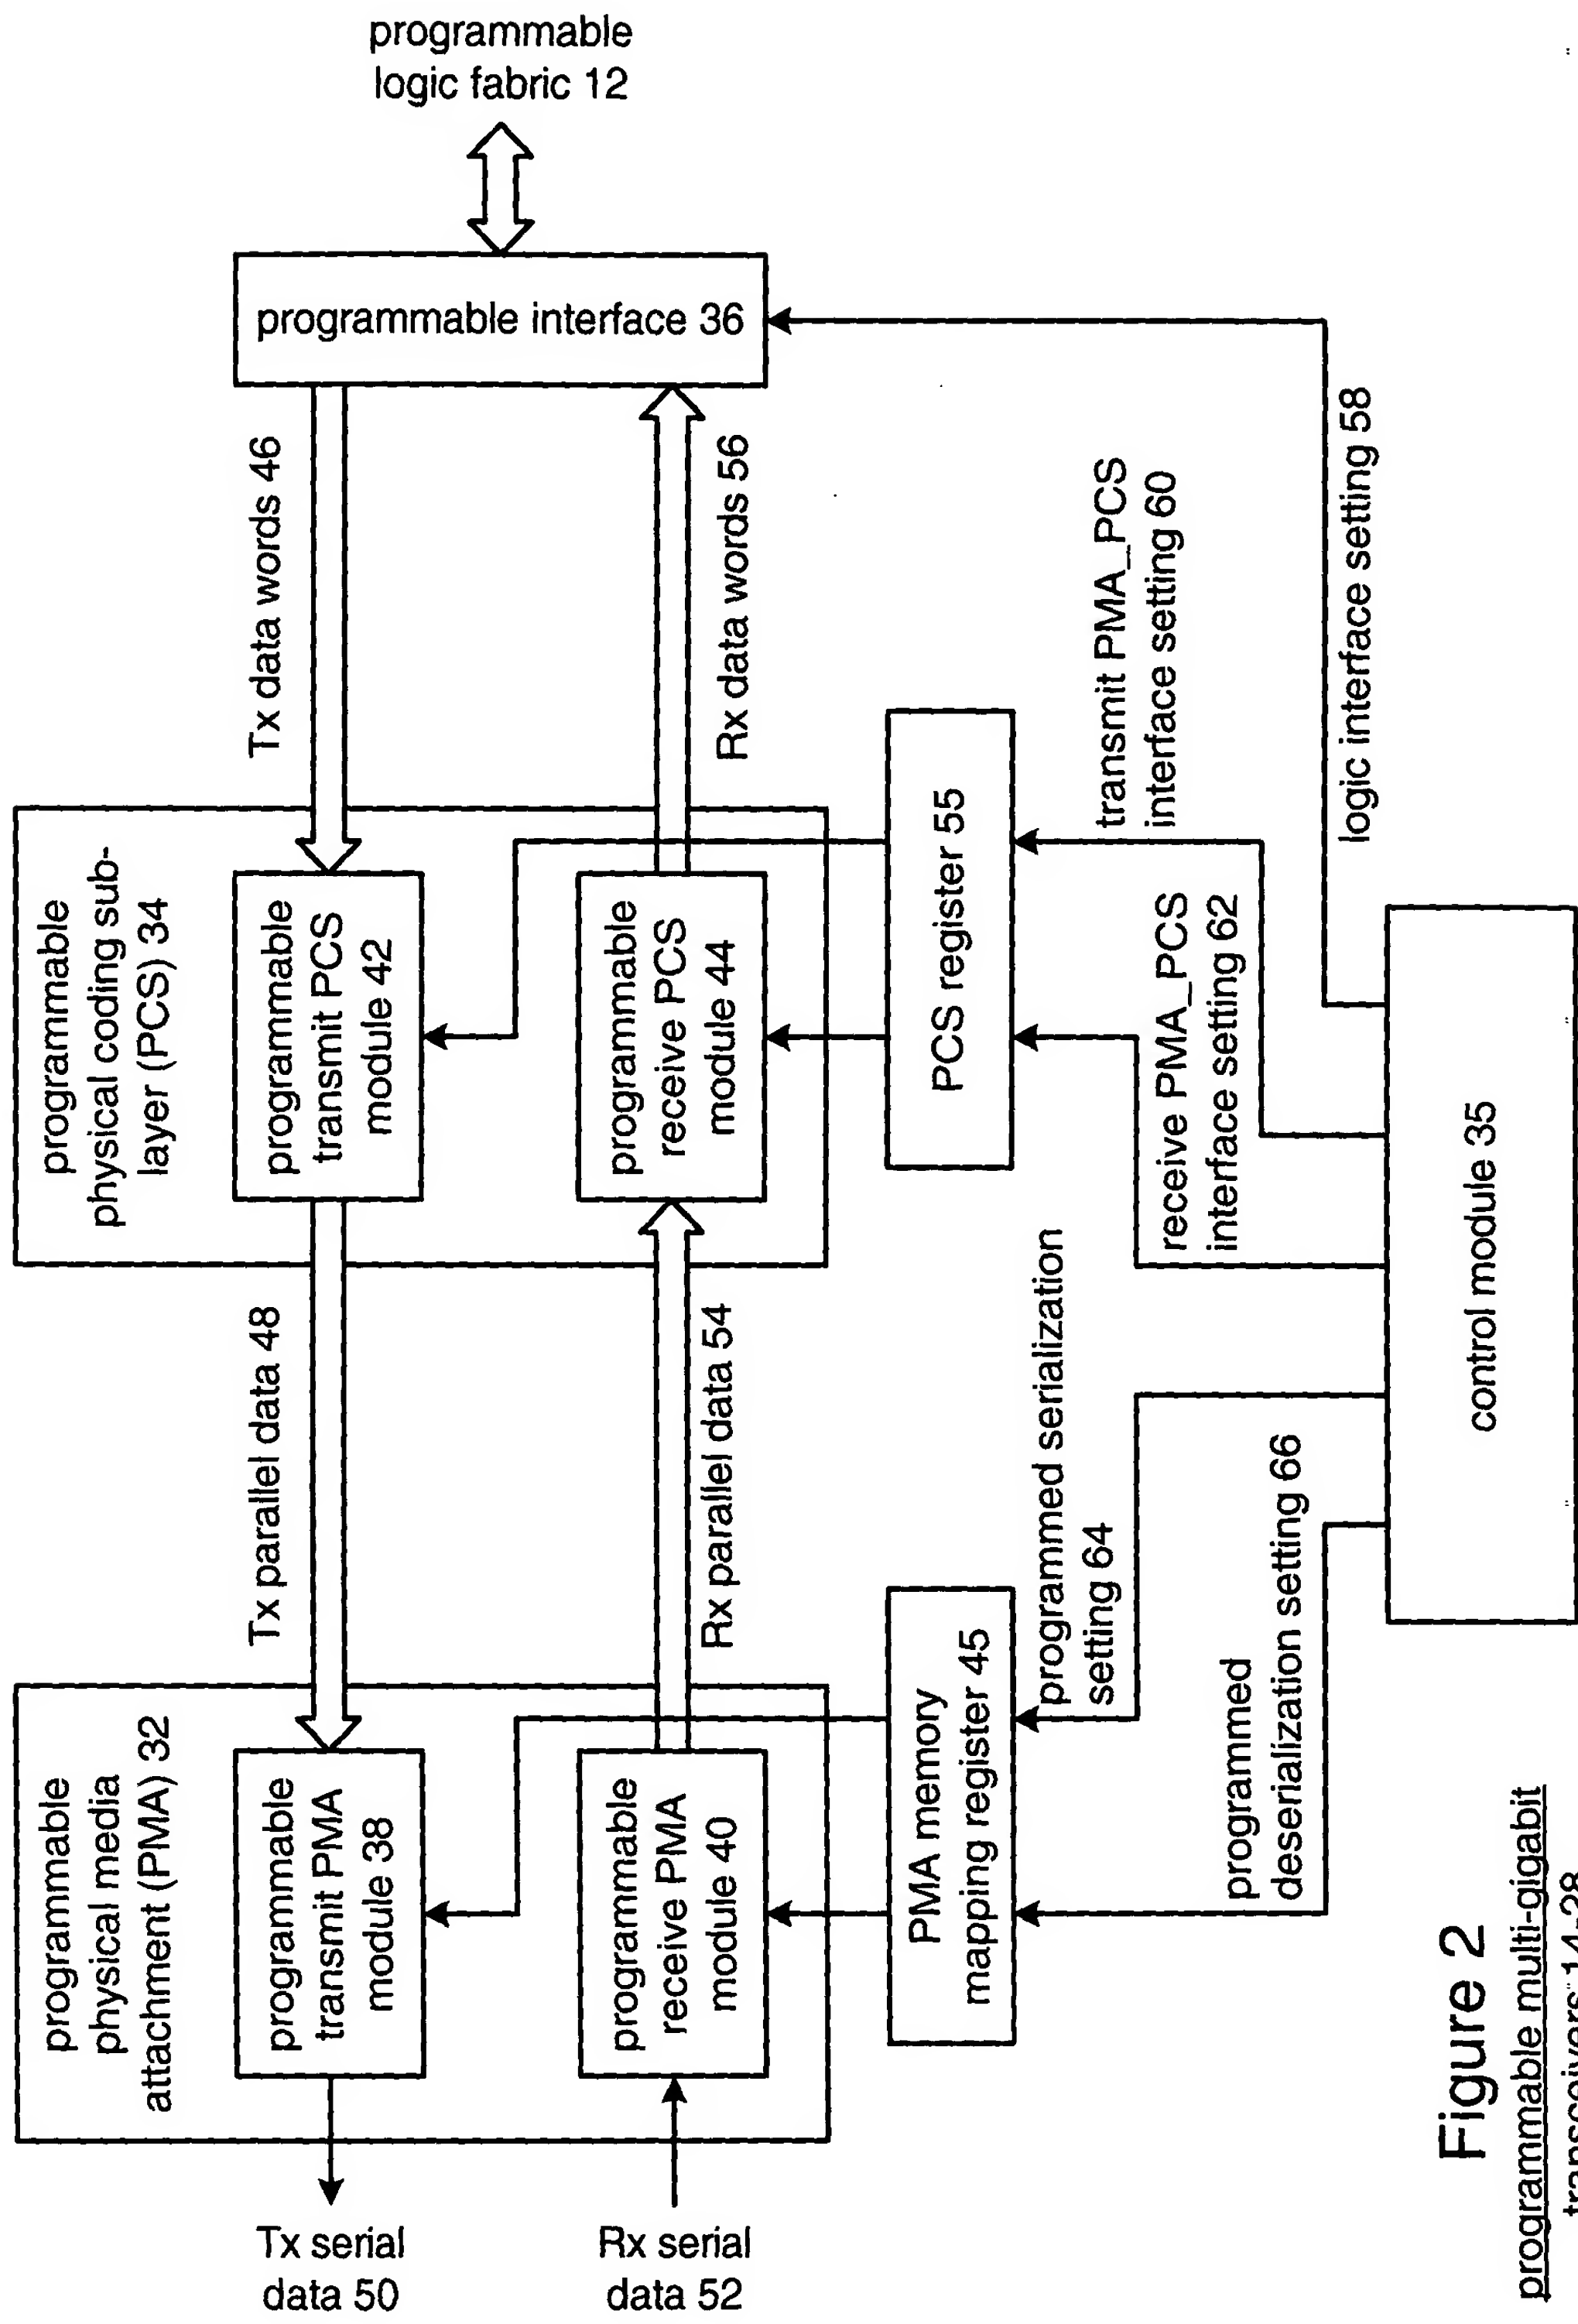 programmable
logic fabric 12
programmable interface 36
Tx data words 46
Rx data words 56
programmable
physical coding sub-
layer (PCS) 34
programmable
transmit PCS
module 42
programmable
receive PCS
module 44
PCS register 55
transmit PMA_PCS
interface setting 60
receive PMA_PCS
interface setting 62
logic interface setting 58
Tx parallel data 48
Rx parallel data 54
programmable
physical media
attachment (PMA) 32
programmable
transmit PMA
module 38
programmable
receive PMA
module 40
PMA memory
mapping register 45
programmed serialization
setting 64
programmed
deserialization setting 66
control module 35
Tx serial
data 50
Rx serial
data 52
Figure 2
programmable multi-gigabit
transceivers 14-28